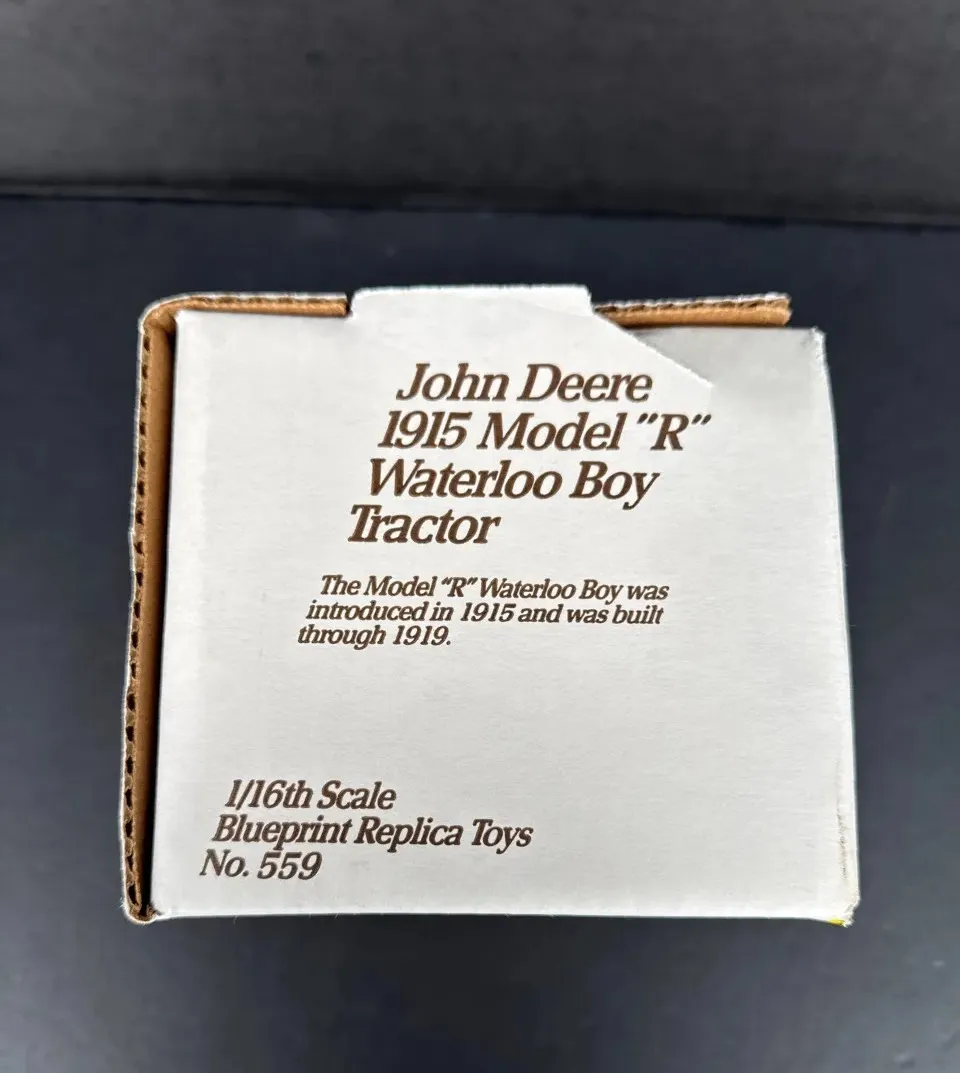 John Deere
1915 Model "R"
Waterloo Boy
Tractor
The Model "R" Waterloo Boy was
introduced in 1915 and was built
through 1919.
1/16th Scale
Blueprint Replica Toys
No. 559